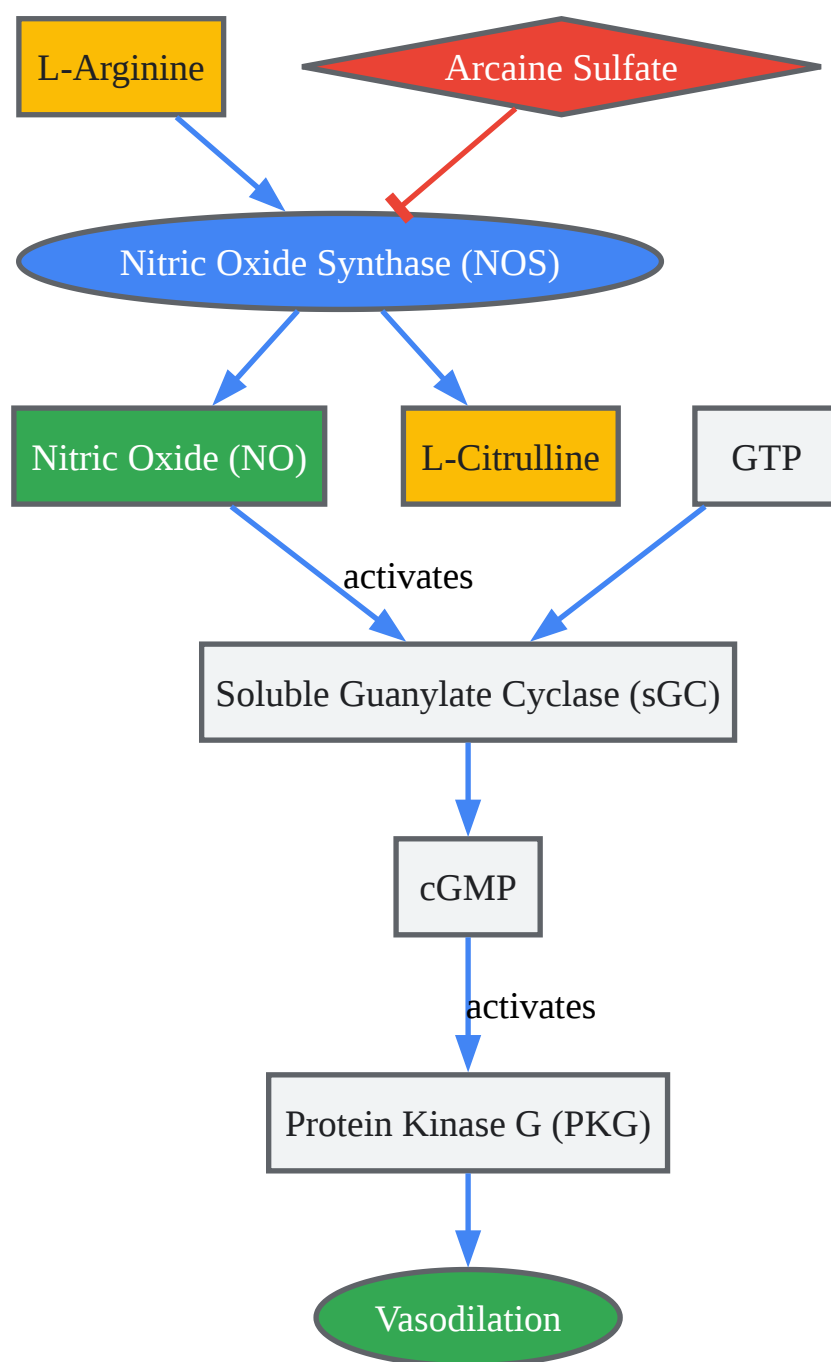 L-Arginine
Arcaine Sulfate
Nitric Oxide Synthase (NOS)
Nitric Oxide (NO)
L-Citrulline
GTP
activates
Soluble Guanylate Cyclase (sGC)
cGMP
activates
Protein Kinase G (PKG)
Vasodilation